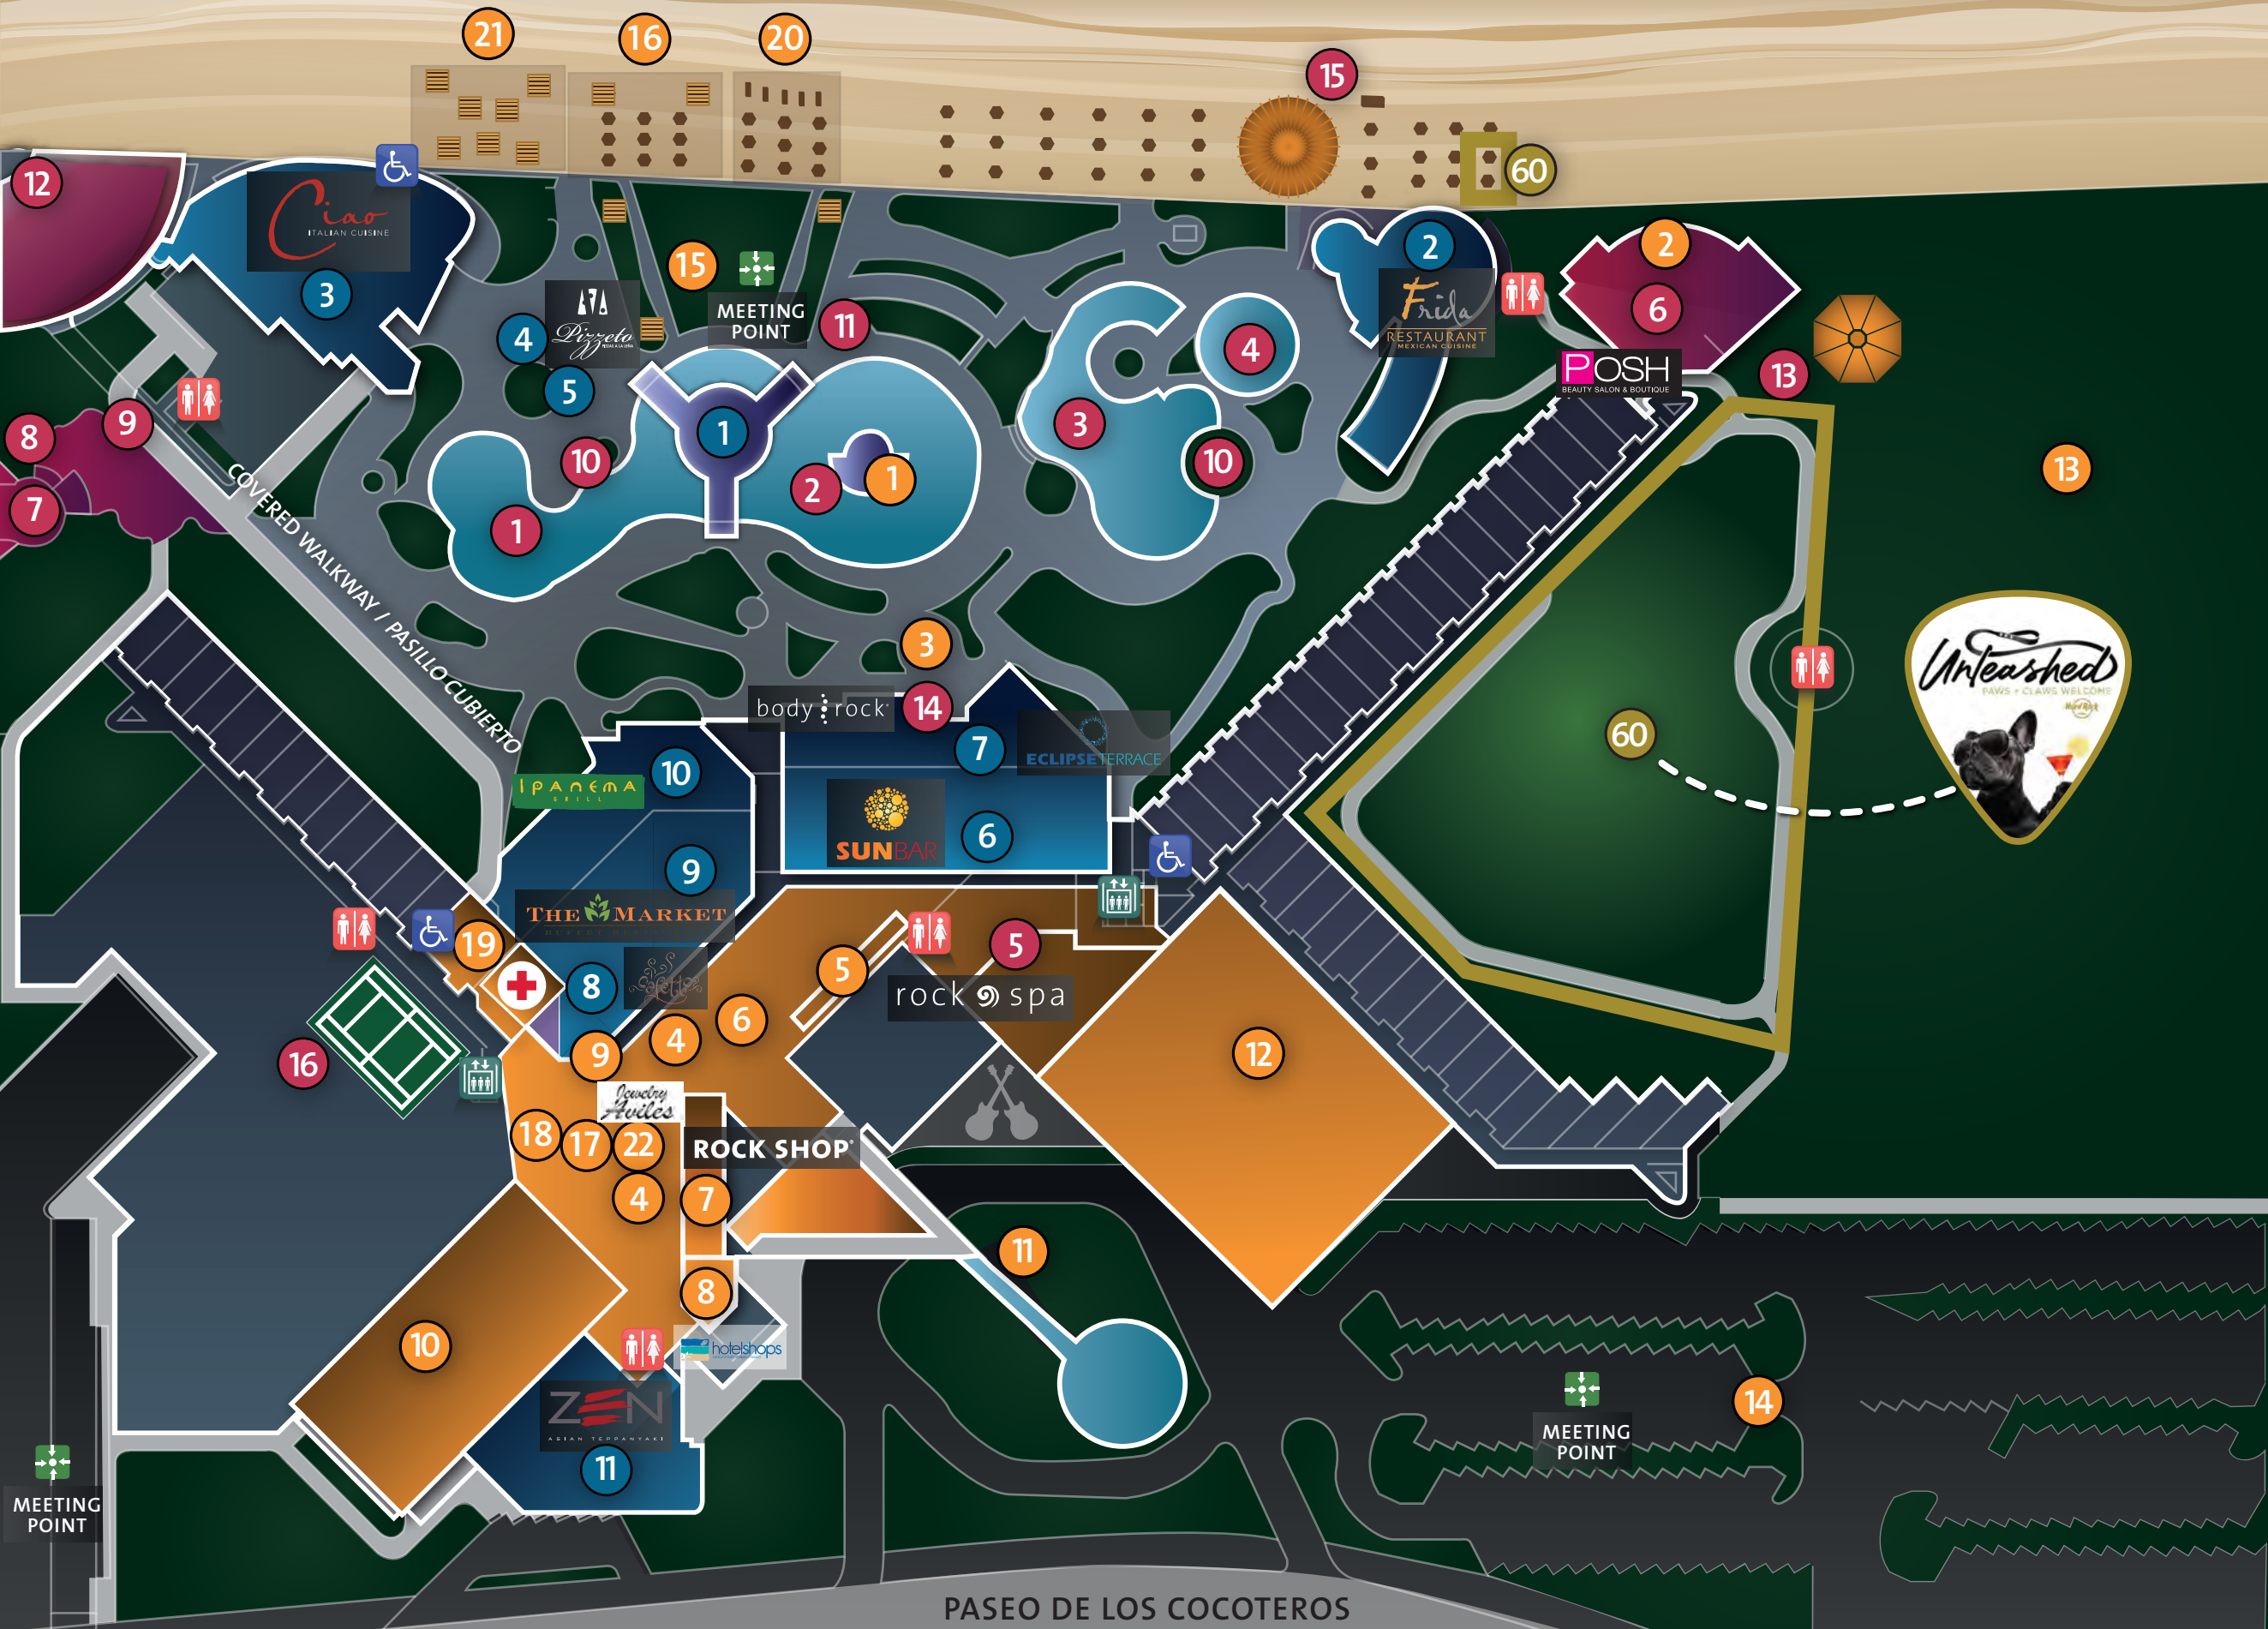 21
16
20
15
60
12
Ciao
ITALIAN CUISINE
3
15
MEETING
POINT
11
4
Pizzeto
5
2
Frida
RESTAURANT
MEXICAN CUISINE
2
6
POSH
BEAUTY SALON & BOUTIQUE
13
4
3
10
13
8
9
7
10
1
1
2
1
COVERED WALKWAY / PASILLO CUBIERTO
3
body rock
14
7
ECLIPSE TERRACE
IPANEMA
GRILL
10
SUNBAR
6
9
THE MARKET
60
Unleashed
PAWS + CLAWS WELCOME
Hard Rock
19
8
5
5
rock spa
6
4
9
16
12
Jewelry
Aviles
18
17
22
ROCK SHOP
4
7
11
8
hotelshops
10
ZEN
ASIAN TEPPANYAKI
11
14
MEETING
POINT
MEETING
POINT
PASEO DE LOS COCOTEROS